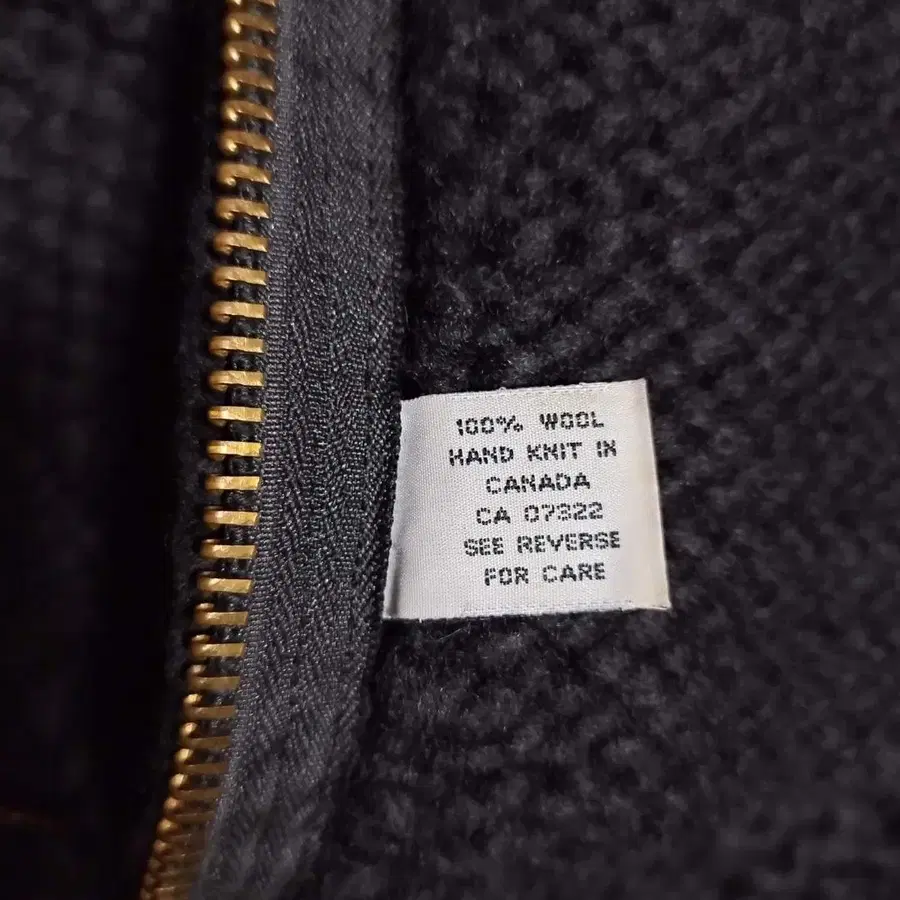 100% WOOL
HAND KNIT IN
CANADA
CA 07322
SEE REVERSE
FOR CARE